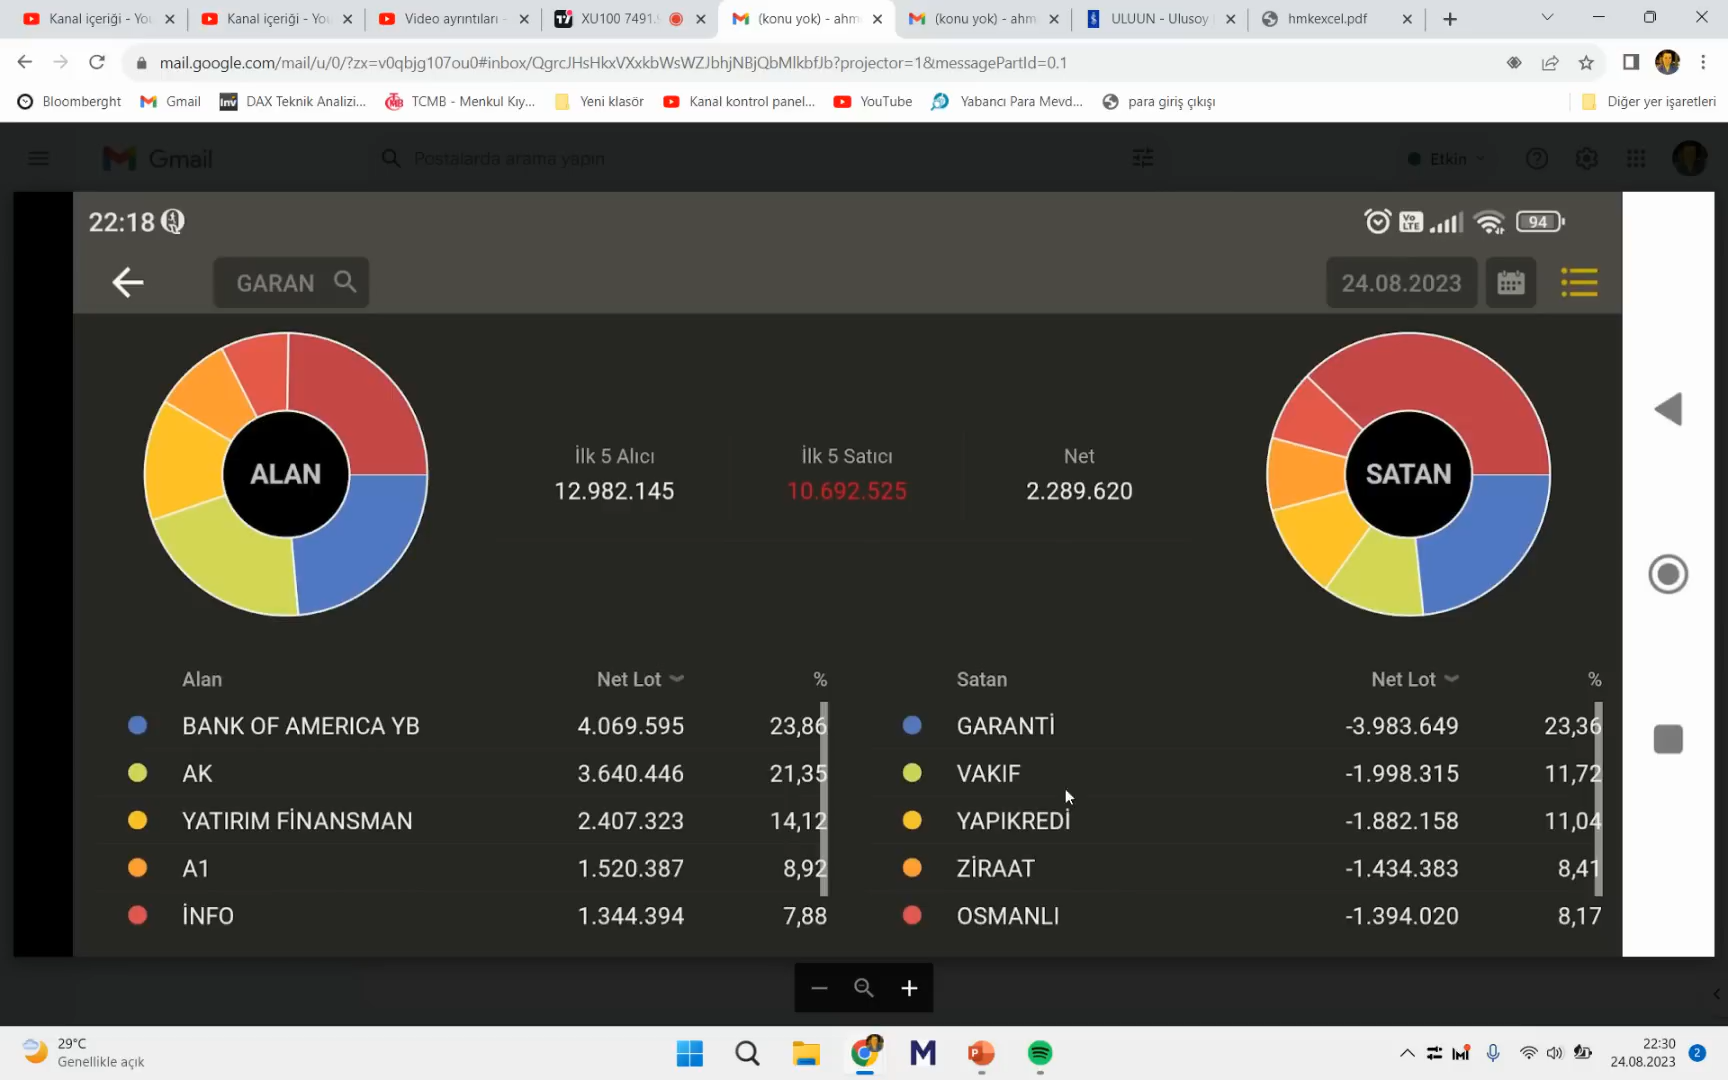 Kanal içeriği - You
Kanal içeriği - You
Video ayrıntıları -
XU100 7491.
(konu yok) - ahm
(konu yok) - ahm
ULUUN - Ulusoy
hmkexcel.pdf
mail.google.com/mail/u/0/?zx=v0qbjg107ou0#inbox/QgrcJHsHkxVXxkbWsWZJbhjNBjQbMlkbfJb?projector=1&messagePartId=0.1
Bloomberght
Gmail
DAX Teknik Analizi...
TCMB - Menkul Kıy...
Yeni klasör
Kanal kontrol panel...
YouTube
Yabancı Para Mevd...
para giriş çıkışı
Diğer yer işaretleri
Gmail
Postalarda arama yapın
Etkin
22:18
Vo LTE
94
GARAN
24.08.2023
ALAN
İlk 5 Alıcı
İlk 5 Satıcı
Net
12.982.145
10.692.525
2.289.620
SATAN
Alan Net Lot %
BANK OF AMERICA YB 4.069.595 23,86
AK 3.640.446 21,35
YATIRIM FİNANSMAN 2.407.323 14,12
A1 1.520.387 8,92
İNFO 1.344.394 7,88
Satan Net Lot %
GARANTİ -3.983.649 23,36
VAKIF -1.998.315 11,72
YAPIKREDİ -1.882.158 11,04
ZİRAAT -1.434.383 8,41
OSMANLI -1.394.020 8,17
29°C
Genellikle açık
22:30
24.08.2023
2